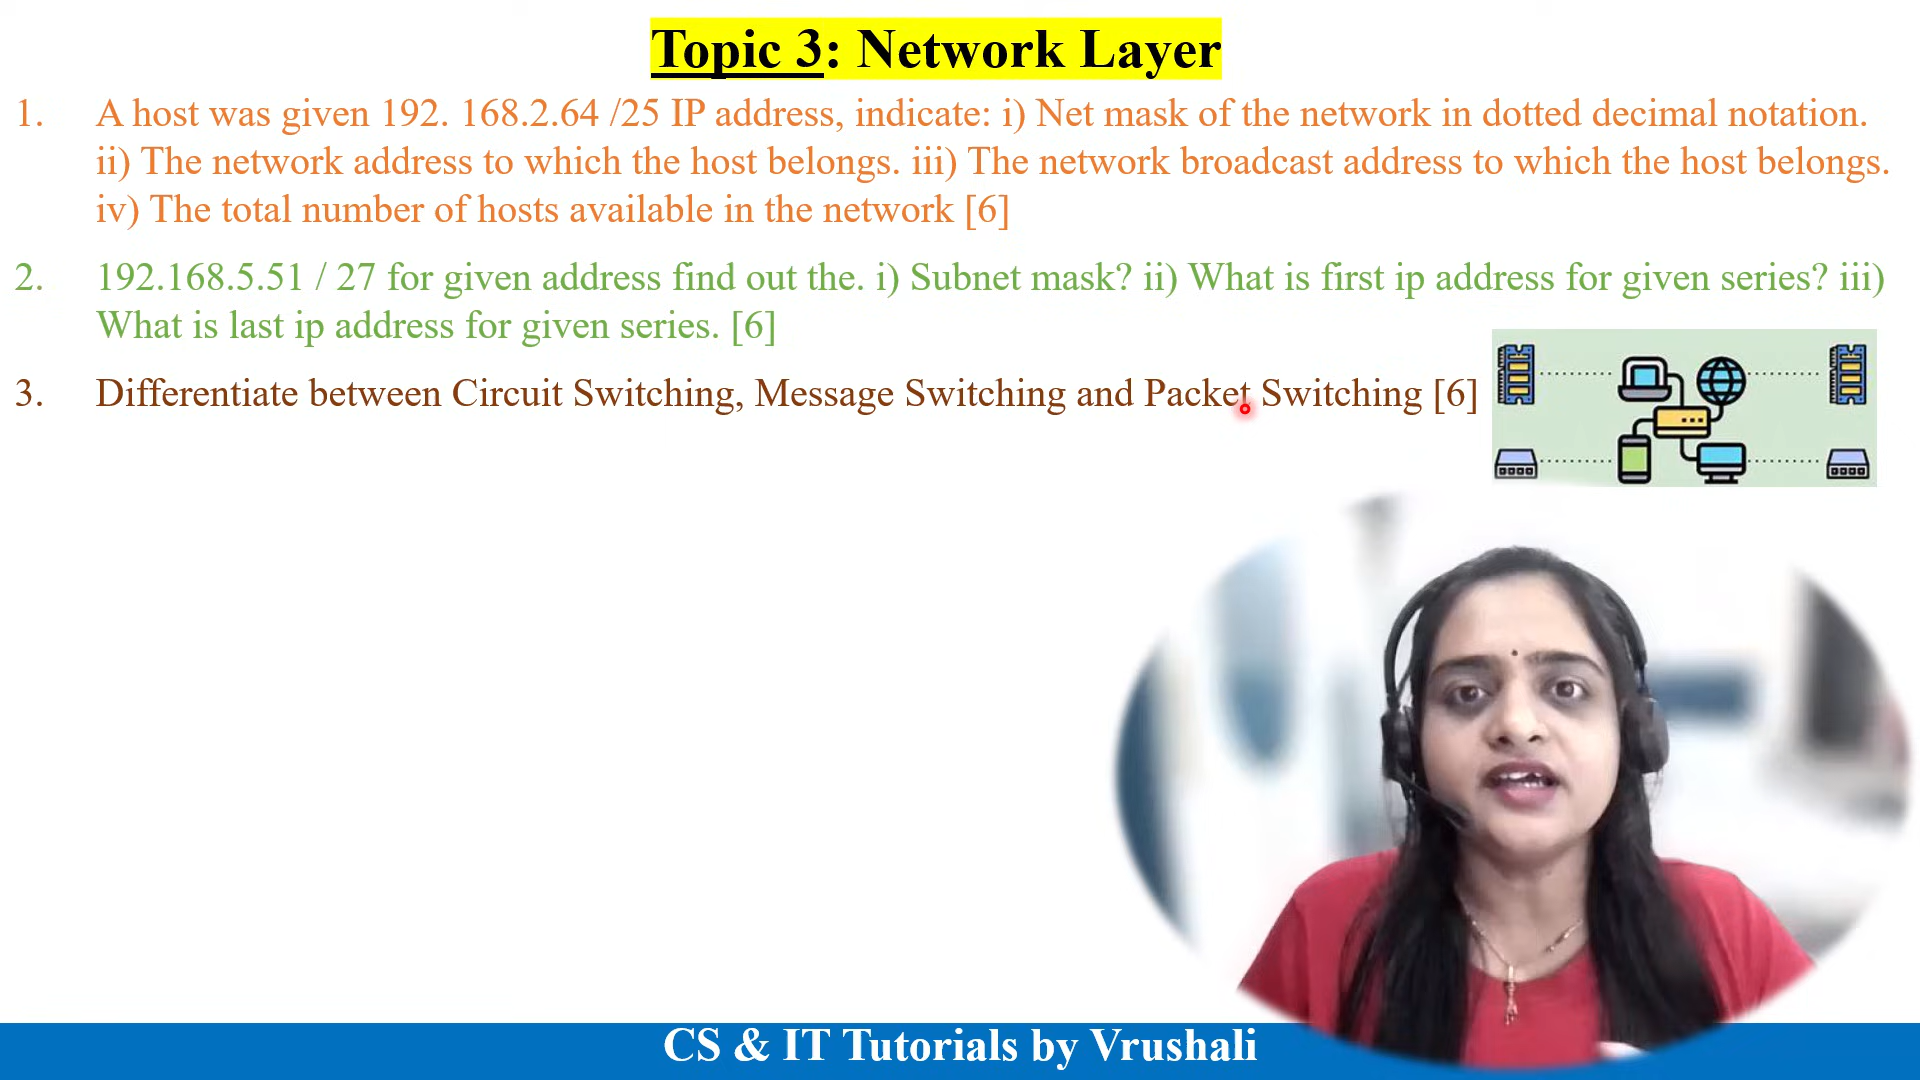 Topic 3: Network Layer
1. A host was given 192. 168.2.64 /25 IP address, indicate: i) Net mask of the network in dotted decimal notation.
ii) The network address to which the host belongs. iii) The network broadcast address to which the host belongs.
iv) The total number of hosts available in the network [6]
2. 192.168.5.51 / 27 for given address find out the. i) Subnet mask? ii) What is first ip address for given series? iii)
What is last ip address for given series. [6]
3. Differentiate between Circuit Switching, Message Switching and Packet Switching [6]
CS & IT Tutorials by Vrushali